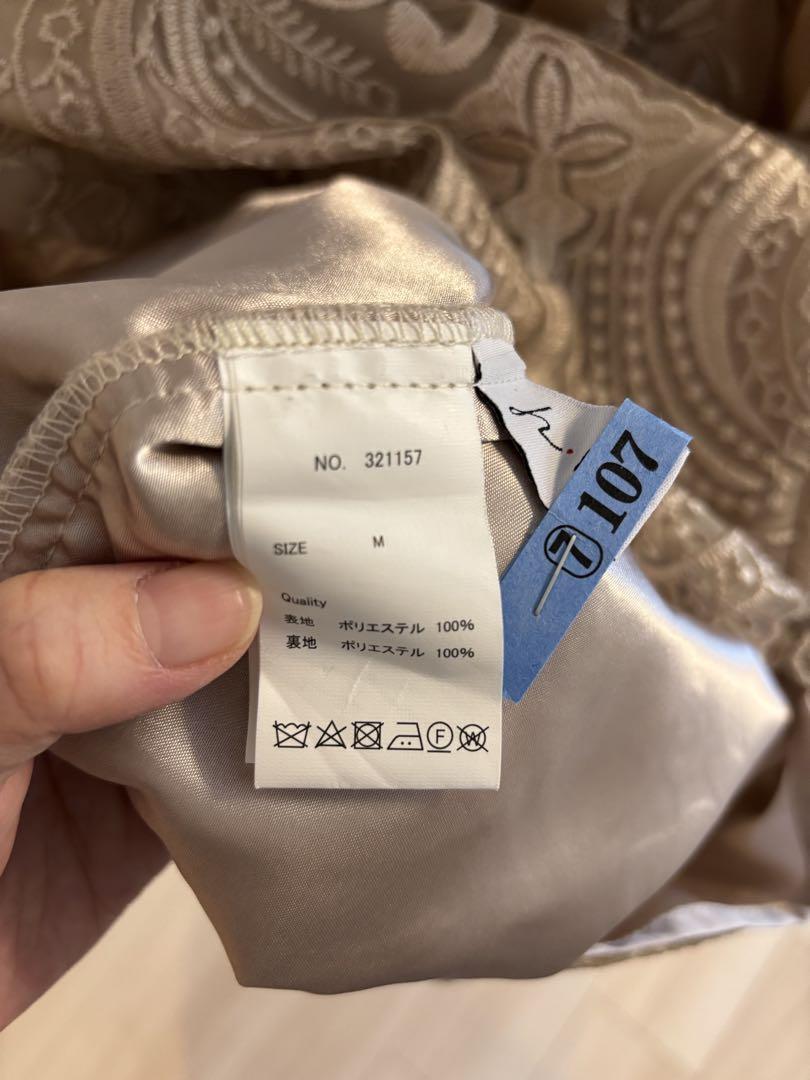 NO. 321157
SIZE M
Quality
表地 ポリエステル 100%
裏地 ポリエステル 100%
F W
⑦ 107